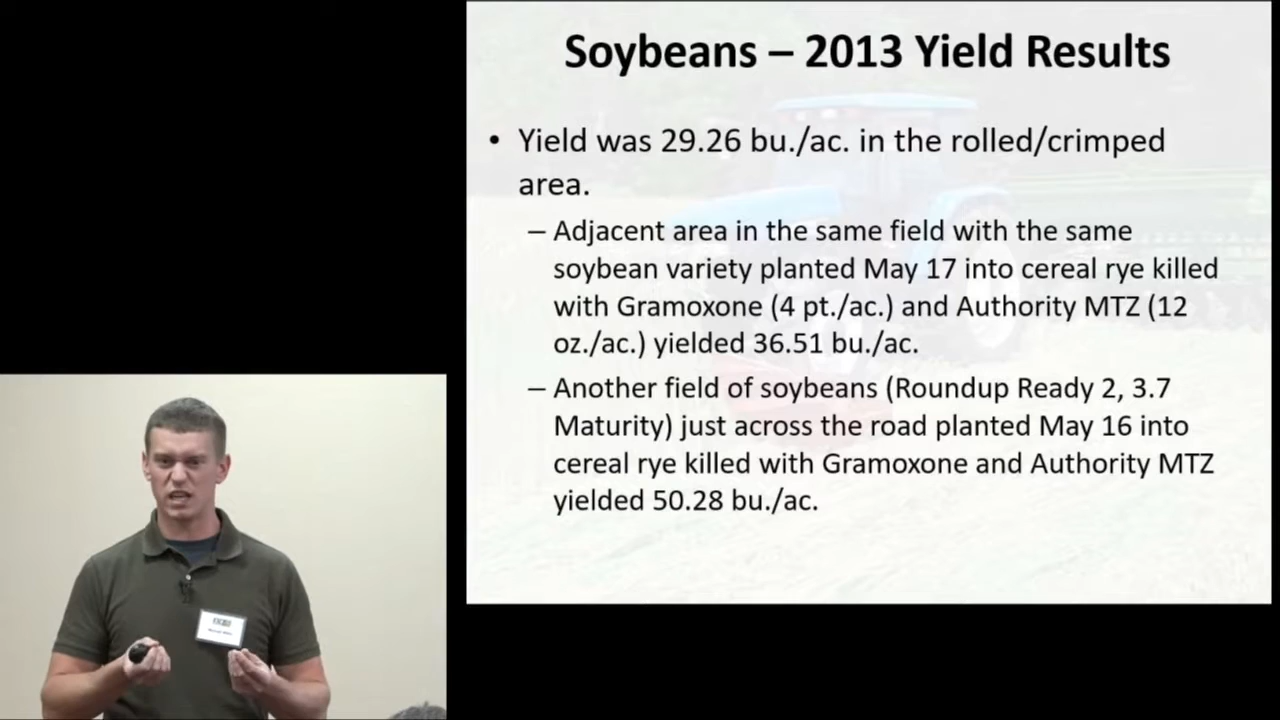 Soybeans – 2013 Yield Results
• Yield was 29.26 bu./ac. in the rolled/crimped
area.
– Adjacent area in the same field with the same
soybean variety planted May 17 into cereal rye killed
with Gramoxone (4 pt./ac.) and Authority MTZ (12
oz./ac.) yielded 36.51 bu./ac.
– Another field of soybeans (Roundup Ready 2, 3.7
Maturity) just across the road planted May 16 into
cereal rye killed with Gramoxone and Authority MTZ
yielded 50.28 bu./ac.